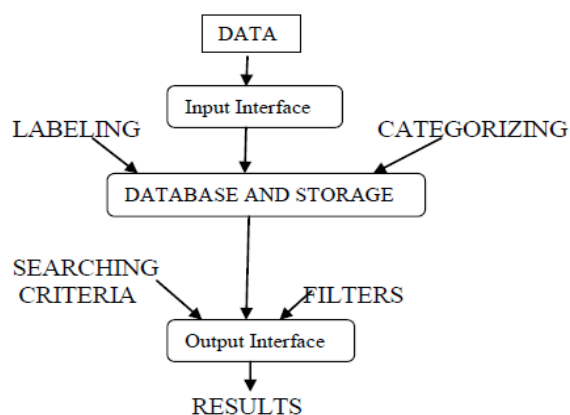 DATA
Input Interface
LABELING
CATEGORIZING
DATABASE AND STORAGE
SEARCHING
CRITERIA
FILTERS
Output Interface
RESULTS